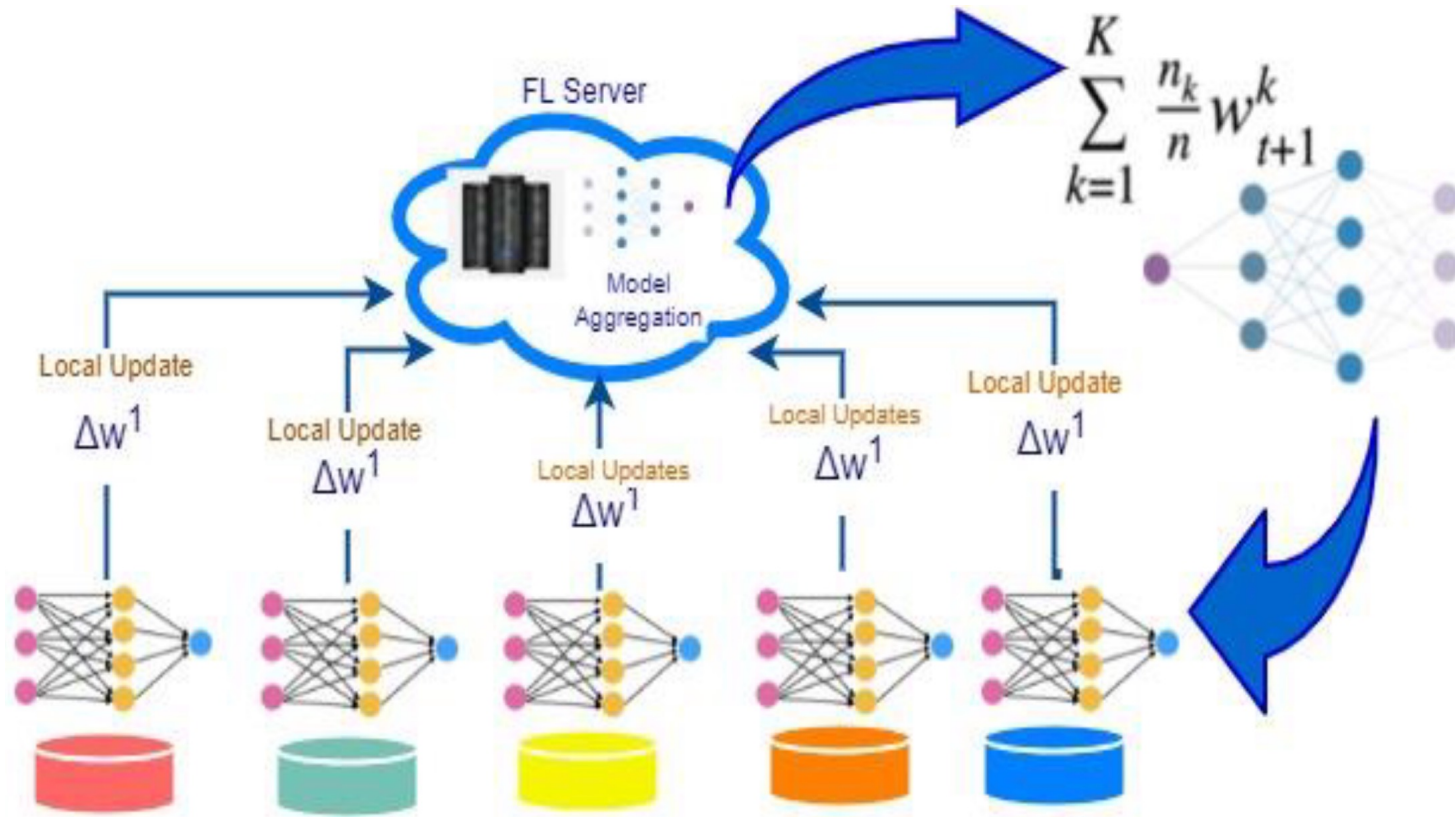 FL Server
Model
Aggregation
K
∑ n_k/n w^k_{t+1}
k=1
Local Update
Δw¹
Local Update
Δw¹
Local Updates
Δw¹
Local Updates
Δw¹
Local Update
Δw¹